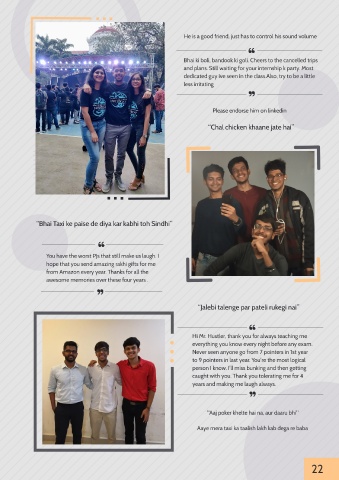 He is a good friend, just has to control his sound volume
❝
Bhai ki boli, bandook ki goli. Cheers to the cancelled trips
and plans. Still waiting for your internship k party. Most
dedicated guy ive seen in the class.Also, try to be a little
less irritating.
❞
Please endorse him on linkedin
"Chal chicken khaane jate hai"
"Bhai Taxi ke paise de diya kar kabhi toh Sindhi"
❝
You have the worst PJs that still make us laugh. I
hope that you send amazing rakhi gifts for me
from Amazon every year. Thanks for all the
awesome memories over these four years.
❞
"Jalebi talenge par pateli rukegi nai"
❝
Hi Mr. Hustler, thank you for always teaching me
everything you know every night before any exam.
Never seen anyone go from 7 pointers in 1st year
to 9 pointers in last year. You're the most logical
person I know. I'll miss bunking and then getting
caught with you. Thank you tolerating me for 4
years and making me laugh always.
❞
"Aaj poker khelte hai na, aur daaru bhi"
Aaye mera taxi ka taalish lakh kab dega re baba
22